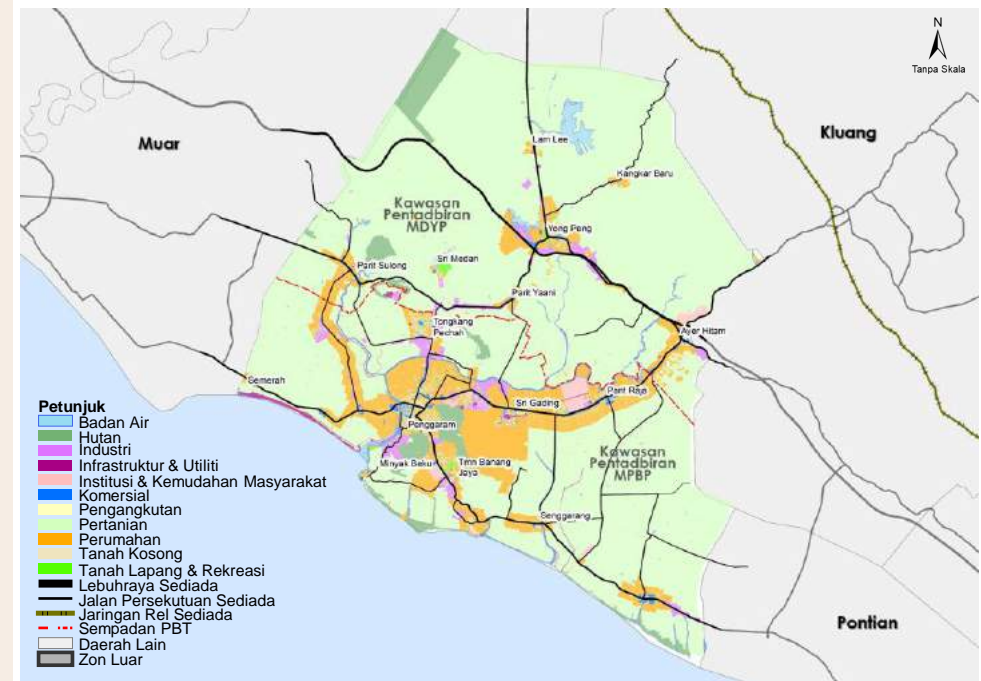 N
Tanpa Skala
Muar
Kluang
Lam Lee
Kangkar Baru
Kawasan
Pentadbiran
MDYP
Yong Peng
Parit Sulong
Sri Medan
Parit Yaani
Tongkang
Pechah
Ayer Hitam
Semerah
Parit Raja
Sri Gading
Penggaram
Kawasan
Pentadbiran
MPBP
Minyak Beku
Tmn Banang
Jaya
Senggarang
Pontian
Petunjuk
Badan Air
Hutan
Industri
Infrastruktur & Utiliti
Institusi & Kemudahan Masyarakat
Komersial
Pengangkutan
Pertanian
Perumahan
Tanah Kosong
Tanah Lapang & Rekreasi
Lebuhraya Sediada
Jalan Persekutuan Sediada
Jaringan Rel Sediada
Sempadan PBT
Daerah Lain
Zon Luar